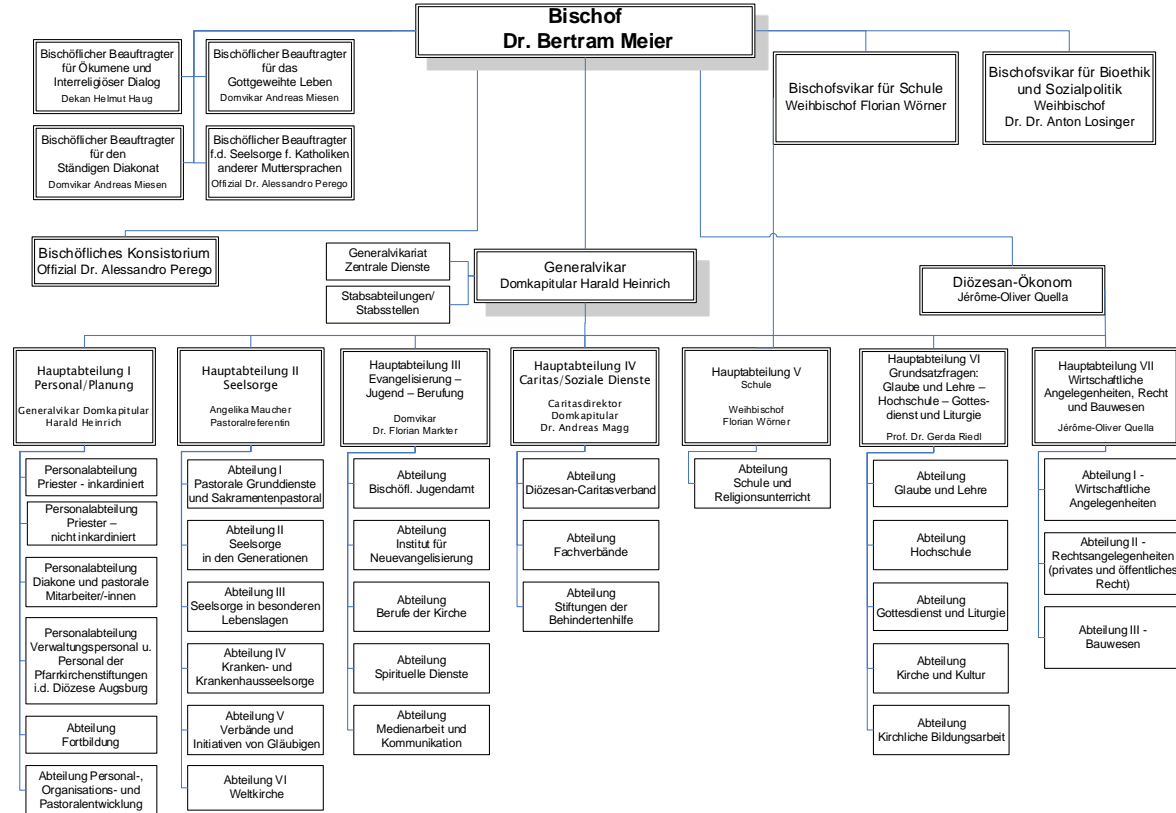 Bischof
Dr. Bertram Meier
Bischöflicher Beauftragter
für Ökumene und
Interreligiöser Dialog
Dekan Helmut Haug
Bischöflicher Beauftragter
für das
Gottgeweihte Leben
Domvikar Andreas Miesen
Bischofsvikar für Schule
Weihbischof Florian Wörner
Bischofsvikar für Bioethik
und Sozialpolitik
Weihbischof
Dr. Dr. Anton Losinger
Bischöflicher Beauftragter
für den
Ständigen Diakonat
Domvikar Andreas Miesen
Bischöflicher Beauftragter
f.d. Seelsorge f. Katholiken
anderer Muttersprachen
Offizial Dr. Alessandro Perego
Bischöfliches Konsistorium
Offizial Dr. Alessandro Perego
Generalvikariat
Zentrale Dienste
Stabsabteilungen/
Stabsstellen
Generalvikar
Domkapitular Harald Heinrich
Diözesan-Ökonom
Jérôme-Oliver Quella
Hauptabteilung I
Personal/Planung
Generalvikar Domkapitular
Harald Heinrich
Personalabteilung
Priester - inkardiniert
Personalabteilung
Priester –
nicht inkardiniert
Personalabteilung
Diakone und pastorale
Mitarbeiter/-innen
Personalabteilung
Verwaltungspersonal u.
Personal der
Pfarrkirchenstiftungen
i.d. Diözese Augsburg
Abteilung
Fortbildung
Abteilung Personal-,
Organisations- und
Pastoralentwicklung
Hauptabteilung II
Seelsorge
Angelika Maucher
Pastoralreferentin
Abteilung I
Pastorale Grunddienste
und Sakramentenpastoral
Abteilung II
Seelsorge
in den Generationen
Abteilung III
Seelsorge in besonderen
Lebenslagen
Abteilung IV
Kranken- und
Krankenhausseelsorge
Abteilung V
Verbände und
Initiativen von Gläubigen
Abteilung VI
Weltkirche
Hauptabteilung III
Evangelisierung –
Jugend – Berufung
Domvikar
Dr. Florian Markter
Abteilung
Bischöfl. Jugendamt
Abteilung
Institut für
Neuevangelisierung
Abteilung
Berufe der Kirche
Abteilung
Spirituelle Dienste
Abteilung
Medienarbeit und
Kommunikation
Hauptabteilung IV
Caritas/Soziale Dienste
Caritasdirektor
Domkapitular
Dr. Andreas Magg
Abteilung
Diözesan-Caritasverband
Abteilung
Fachverbände
Abteilung
Stiftungen der
Behindertenhilfe
Hauptabteilung V
Schule
Weihbischof
Florian Wörner
Abteilung
Schule und
Religionsunterricht
Hauptabteilung VI
Grundsatzfragen:
Glaube und Lehre –
Hochschule – Gottes-
dienst und Liturgie
Prof. Dr. Gerda Riedl
Abteilung
Glaube und Lehre
Abteilung
Hochschule
Abteilung
Gottesdienst und Liturgie
Abteilung
Kirche und Kultur
Abteilung
Kirchliche Bildungsarbeit
Hauptabteilung VII
Wirtschaftliche
Angelegenheiten, Recht
und Bauwesen
Jérôme-Oliver Quella
Abteilung I -
Wirtschaftliche
Angelegenheiten
Abteilung II -
Rechtsangelegenheiten
(privates und öffentliches
Recht)
Abteilung III -
Bauwesen